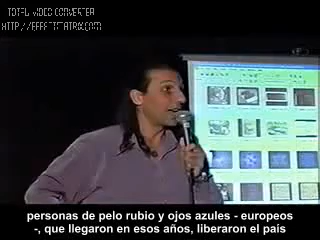 TOTAL VIDEO CONVERTER
HTTP://EFFECTMATRIX.COM
personas de pelo rubio y ojos azules - europeos
-, que llegaron en esos años, liberaron el país